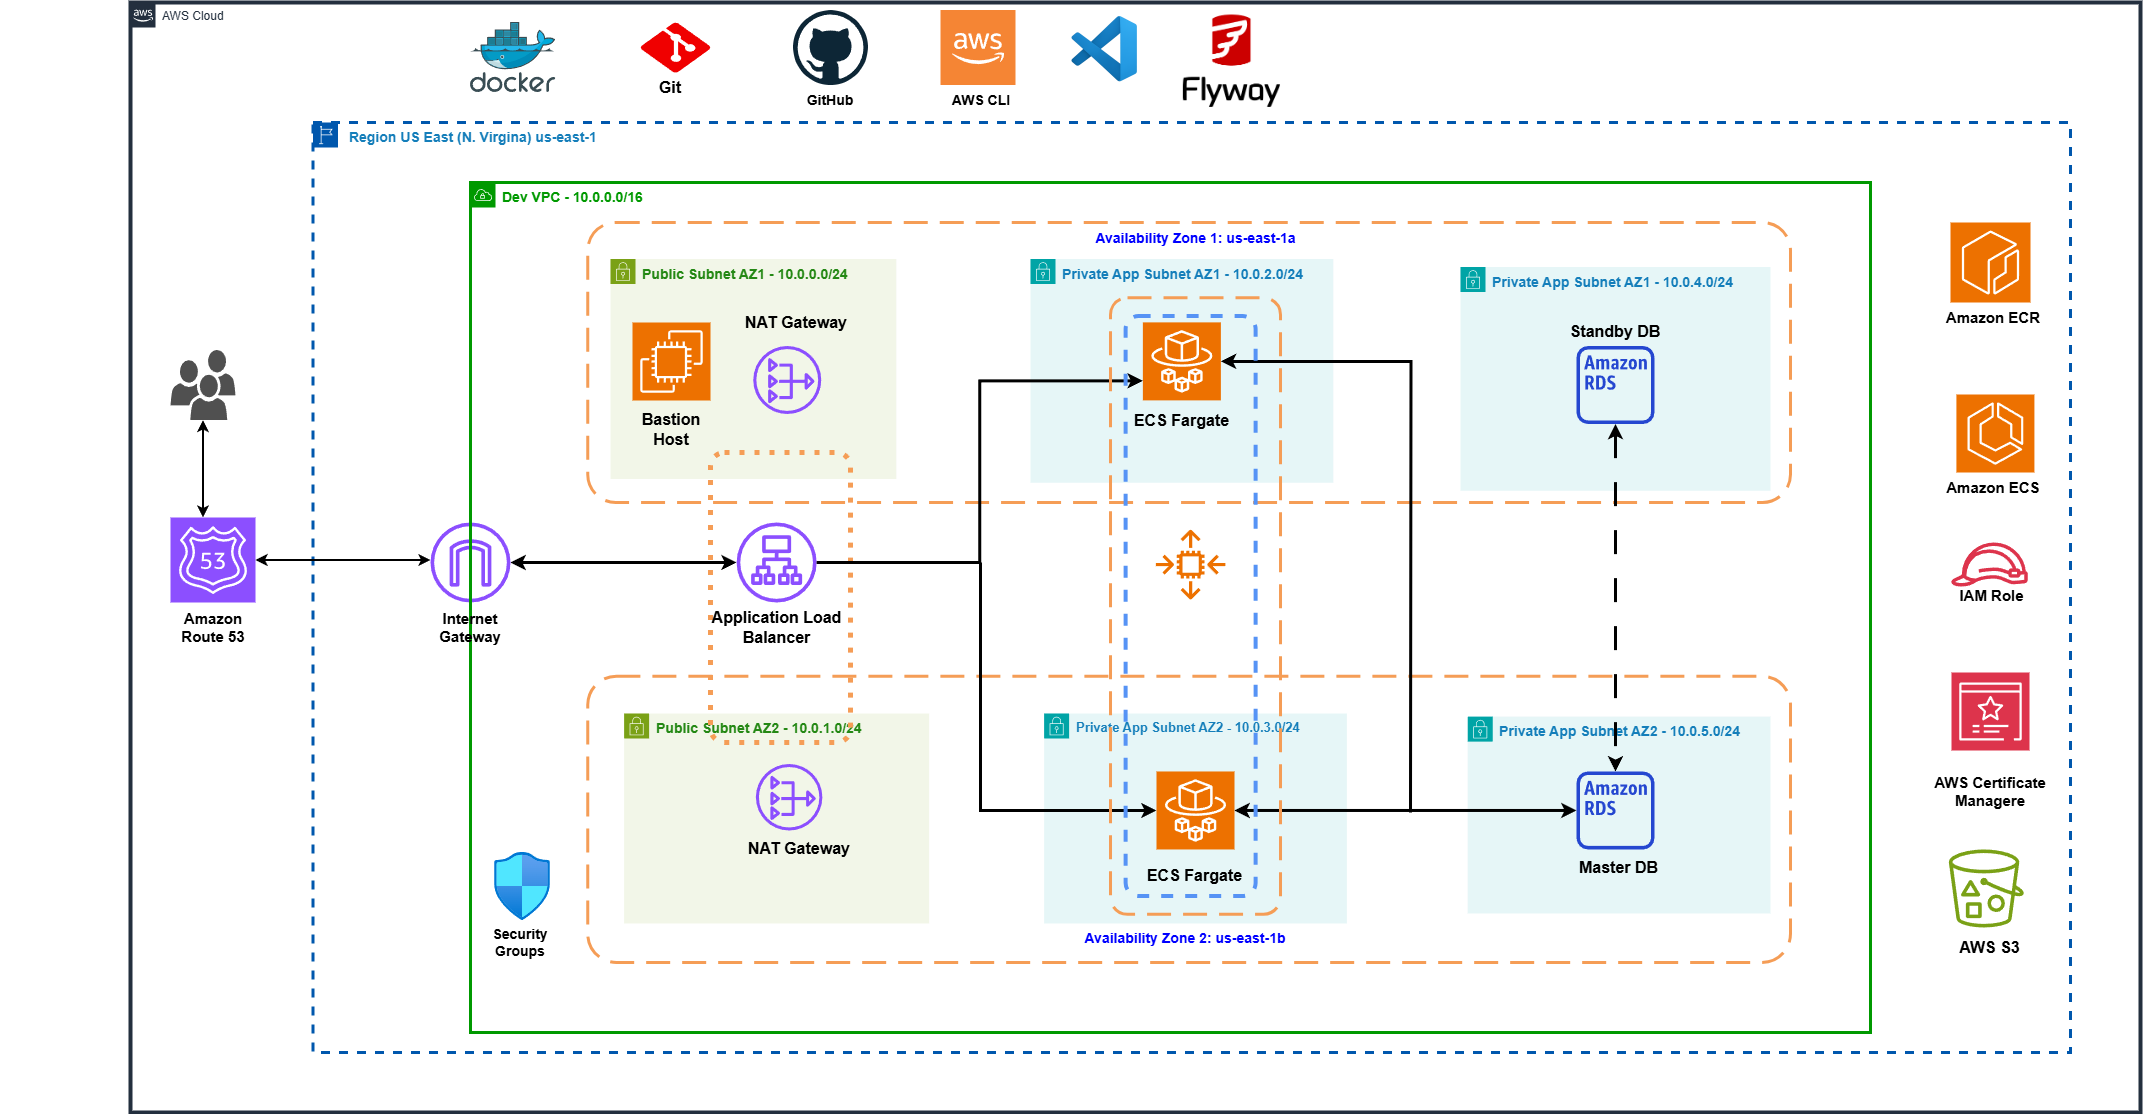 aws
AWS Cloud
docker
Git
GitHub
aws
AWS CLI
Flyway
Region US East (N. Virgina) us-east-1
Dev VPC - 10.0.0.0/16
Availability Zone 1: us-east-1a
Public Subnet AZ1 - 10.0.0.0/24
Private App Subnet AZ1 - 10.0.2.0/24
Private App Subnet AZ1 - 10.0.4.0/24
NAT Gateway
Bastion
Host
ECS Fargate
Standby DB
Amazon
RDS
Amazon ECR
Amazon ECS
53
Amazon
Route 53
Internet
Gateway
Application Load
Balancer
IAM Role
Public Subnet AZ2 - 10.0.1.0/24
Private App Subnet AZ2 - 10.0.3.0/24
Private App Subnet AZ2 - 10.0.5.0/24
NAT Gateway
ECS Fargate
Amazon
RDS
Master DB
AWS Certificate
Managere
Security
Groups
Availability Zone 2: us-east-1b
AWS S3